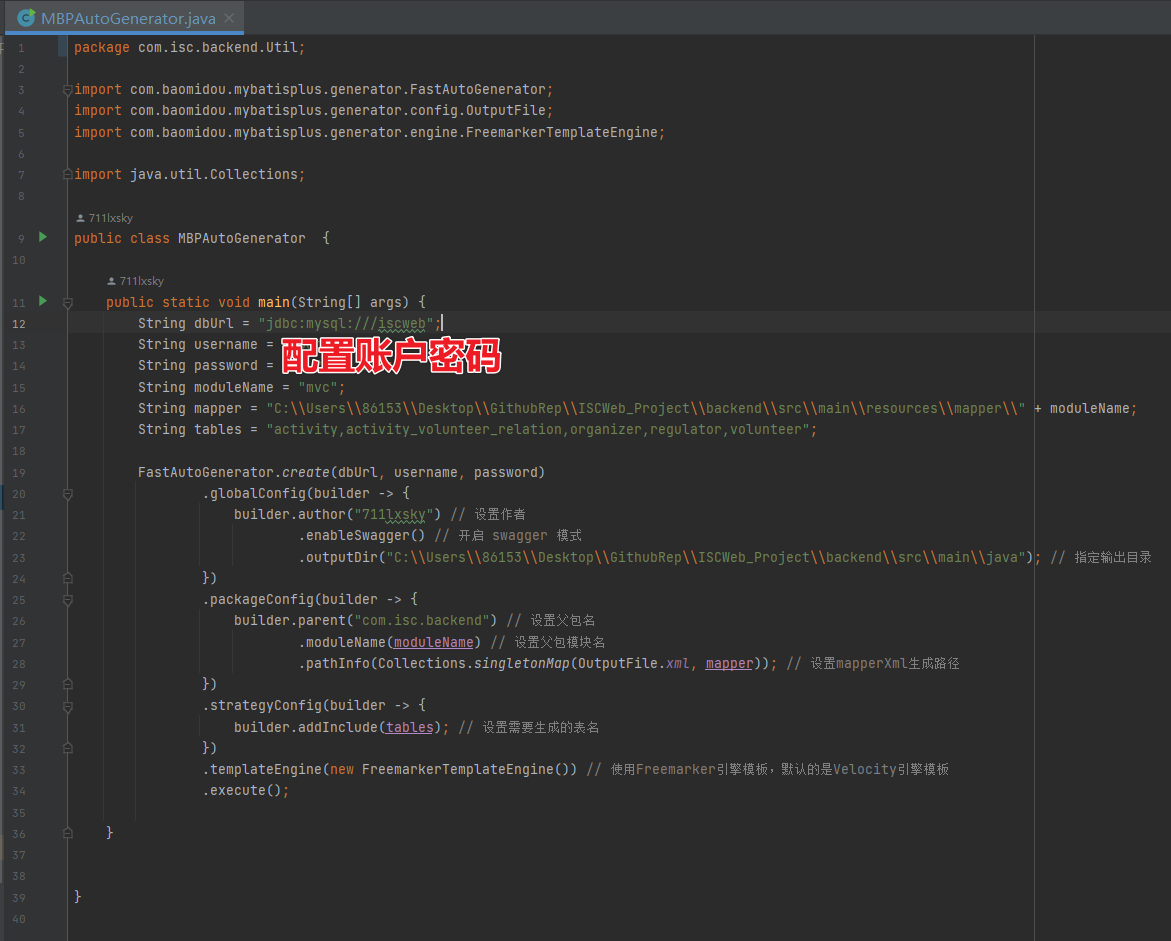 MBPAutoGenerator.java
1 package com.isc.backend.Util;
2
3 import com.baomidou.mybatisplus.generator.FastAutoGenerator;
4 import com.baomidou.mybatisplus.generator.config.OutputFile;
5 import com.baomidou.mybatisplus.generator.engine.FreemarkerTemplateEngine;
6
7 import java.util.Collections;
8
711lxsky
9 public class MBPAutoGenerator  {
10
711lxsky
11 public static void main(String[] args) {
12 String dbUrl = "jdbc:mysql:///iscweb";
13 String username =
配置账户密码
14 String password =
15 String moduleName = "mvc";
16 String mapper = "C:\\Users\\86153\\Desktop\\GithubRep\\ISCWeb_Project\\backend\\src\\main\\resources\\mapper\\" + moduleName;
17 String tables = "activity,activity_volunteer_relation,organizer,regulator,volunteer";
18
19 FastAutoGenerator.create(dbUrl, username, password)
20 .globalConfig(builder -> {
21 builder.author("711lxsky") // 设置作者
22 .enableSwagger() // 开启 swagger 模式
23 .outputDir("C:\\Users\\86153\\Desktop\\GithubRep\\ISCWeb_Project\\backend\\src\\main\\java"); // 指定输出目录
24 })
25 .packageConfig(builder -> {
26 builder.parent("com.isc.backend") // 设置父包名
27 .moduleName(moduleName) // 设置父包模块名
28 .pathInfo(Collections.singletonMap(OutputFile.xml, mapper)); // 设置mapperXml生成路径
29 })
30 .strategyConfig(builder -> {
31 builder.addInclude(tables); // 设置需要生成的表名
32 })
33 .templateEngine(new FreemarkerTemplateEngine()) // 使用Freemarker引擎模板，默认的是Velocity引擎模板
34 .execute();
35
36 }
37
38
39 }
40